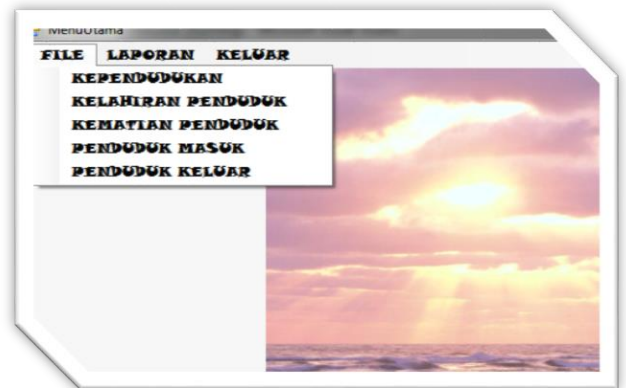 MenuUtama
FILE LAPORAN KELUAR
KEPENDUDUKAN
KELAHIRAN PENDUDUK
KEMATIAN PENDUDUK
PENDUDUK MASUK
PENDUDUK KELUAR